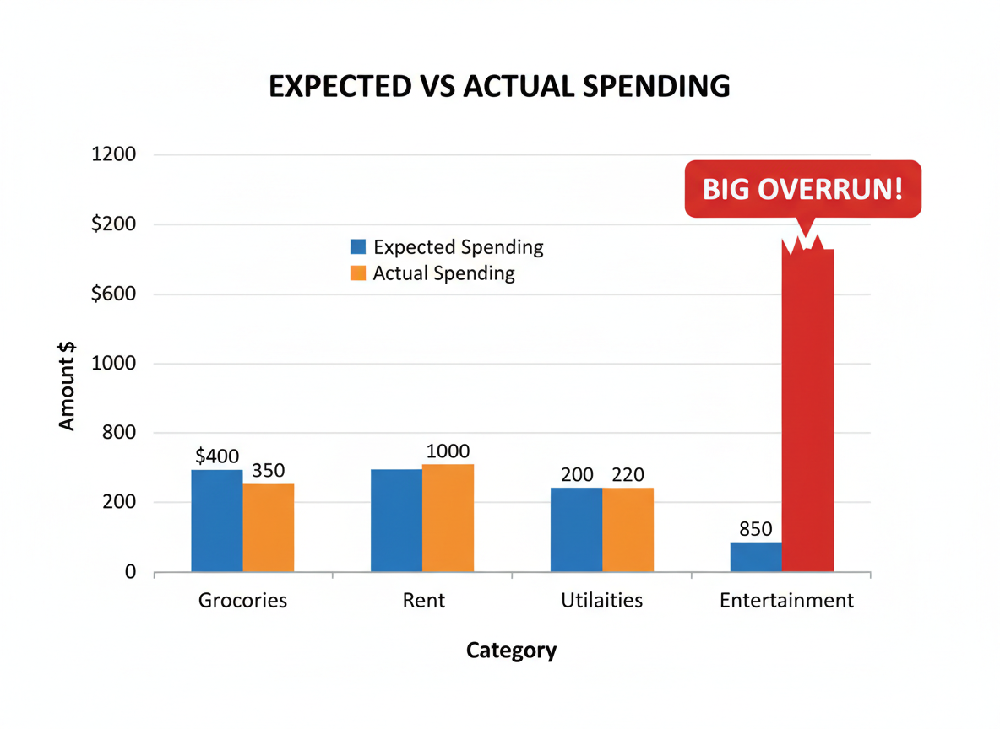 EXPECTED VS ACTUAL SPENDING
1200
BIG OVERRUN!
$200
Expected Spending
Actual Spending
$600
1000
Amount $
800
$400
350
1000
200
220
200
850
0
Grocories
Rent
Utilaities
Entertainment
Category